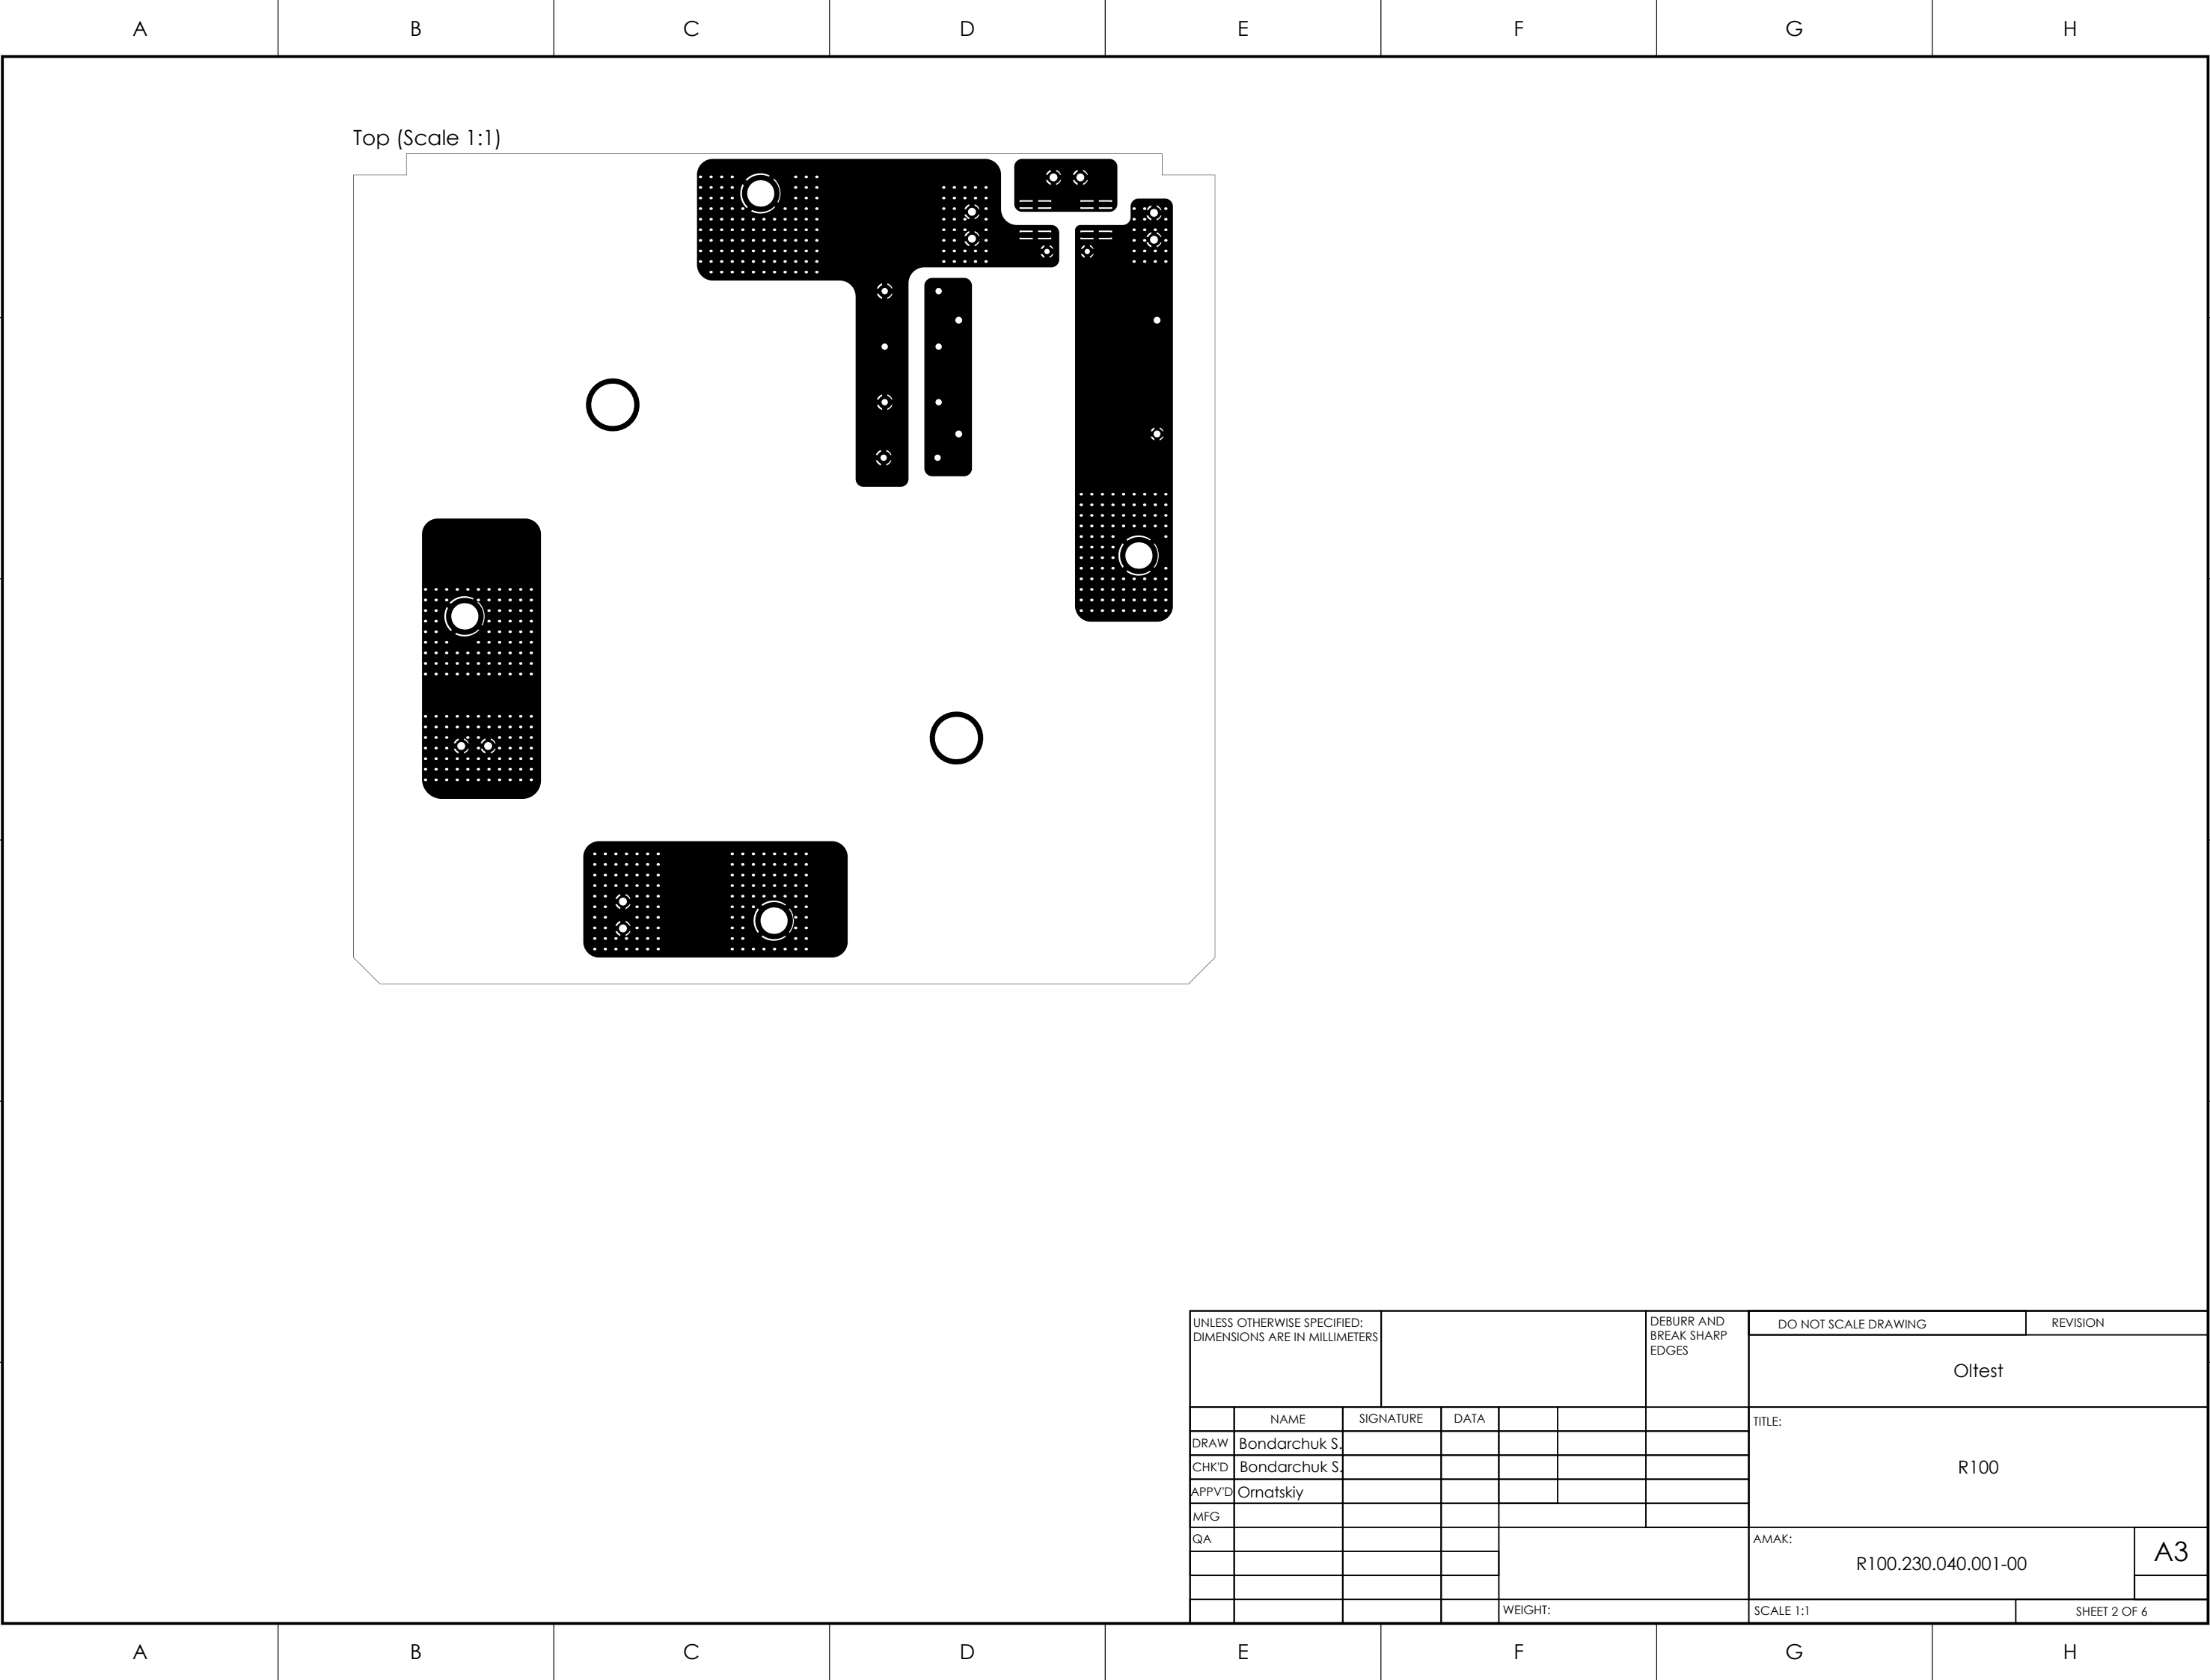 A B C D E F G H
Top (Scale 1:1)
UNLESS OTHERWISE SPECIFIED:
DIMENSIONS ARE IN MILLIMETERS
DEBURR AND
BREAK SHARP
EDGES
DO NOT SCALE DRAWING
REVISION
Oltest
NAME SIGNATURE DATA
TITLE:
DRAW Bondarchuk S.
CHK'D Bondarchuk S.
R100
APPV'D Ornatskiy
MFG
QA
AMAK:
R100.230.040.001-00
A3
WEIGHT:
SCALE 1:1
SHEET 2 OF 6
A B C D E F G H